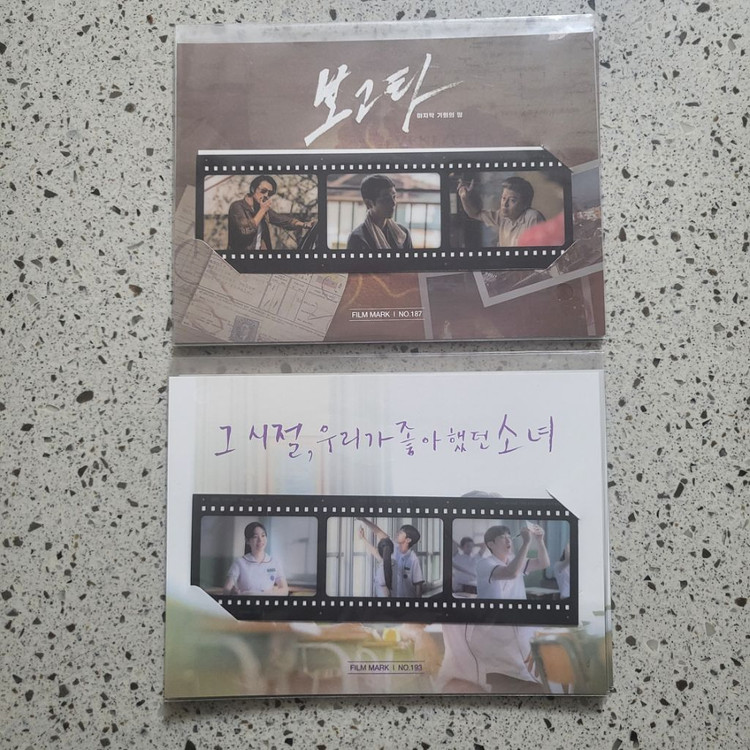 보고타
마지막 기회의 땅
FILM MARK | NO.187
그 시절, 우리가 좋아했던 소녀
FILM MARK | NO.193